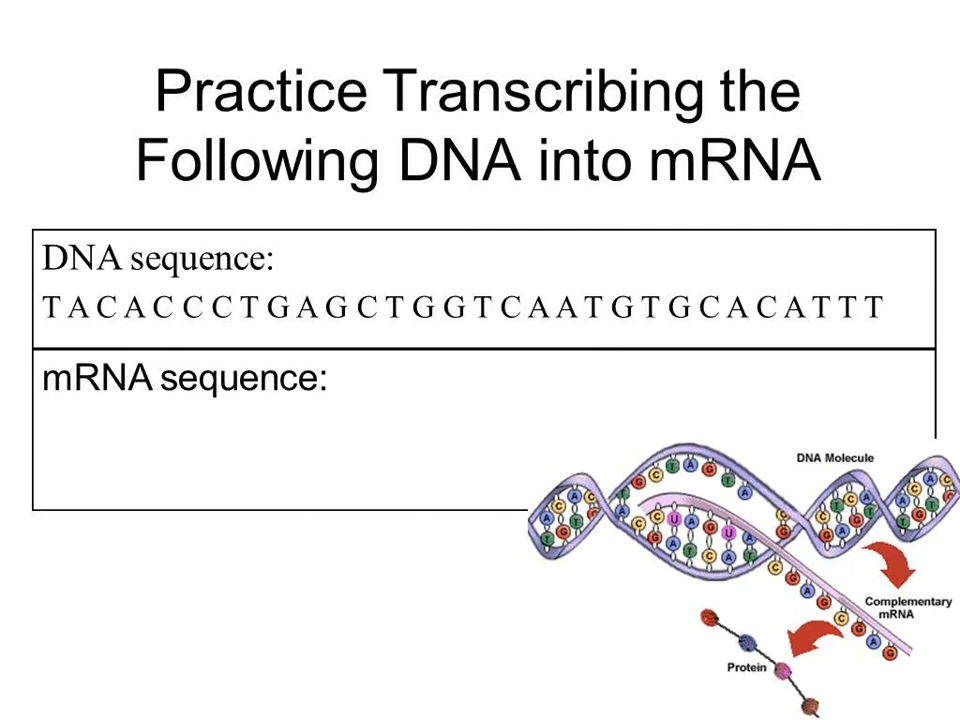 Practice Transcribing the
Following DNA into mRNA
DNA sequence:
T A C A C C C T G A G C T G G T C A A T G T G C A C A T T T
mRNA sequence:
DNA Molecule
Complementary
mRNA
Protein